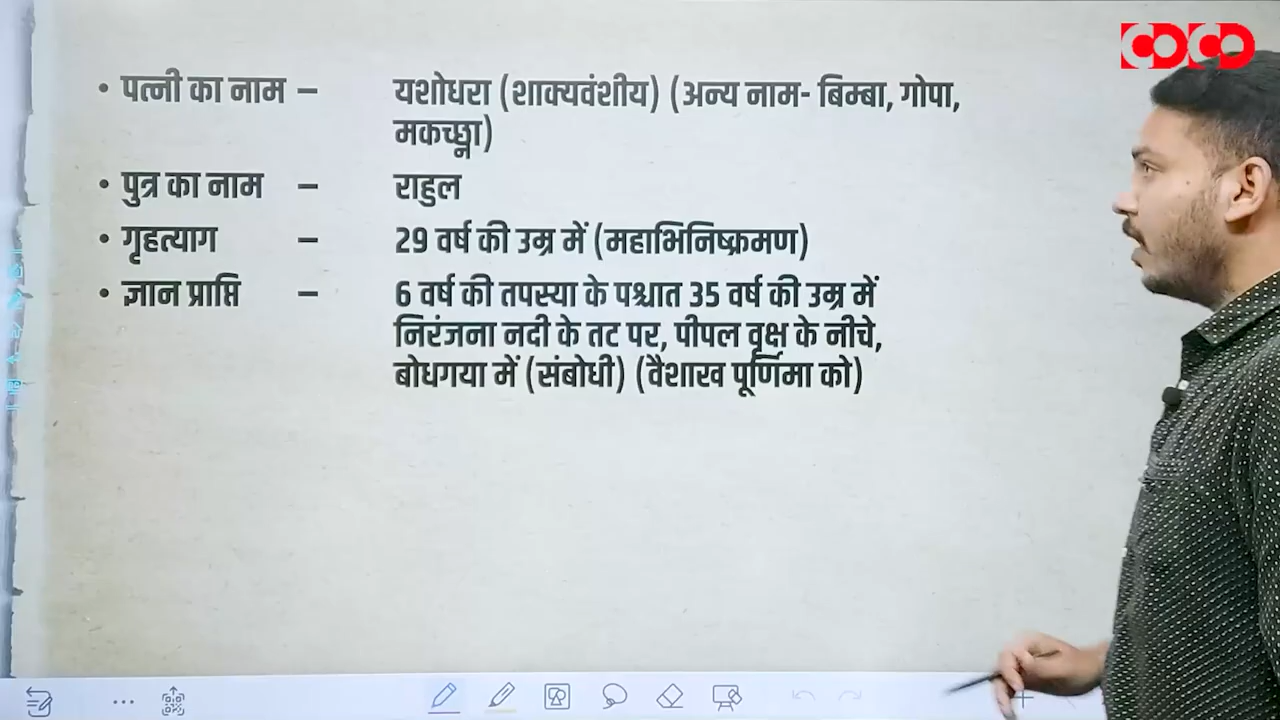 • पत्नी का नाम – यशोधरा (शाक्यवंशीय) (अन्य नाम- बिम्बा, गोपा,
मकच्छ्ना)
• पुत्र का नाम – राहुल
• गृहत्याग – 29 वर्ष की उम्र में (महाभिनिष्क्रमण)
• ज्ञान प्राप्ति – 6 वर्ष की तपस्या के पश्चात 35 वर्ष की उम्र में
निरंजना नदी के तट पर, पीपल वृक्ष के नीचे,
बोधगया में (संबोधी) (वैशाख पूर्णिमा को)